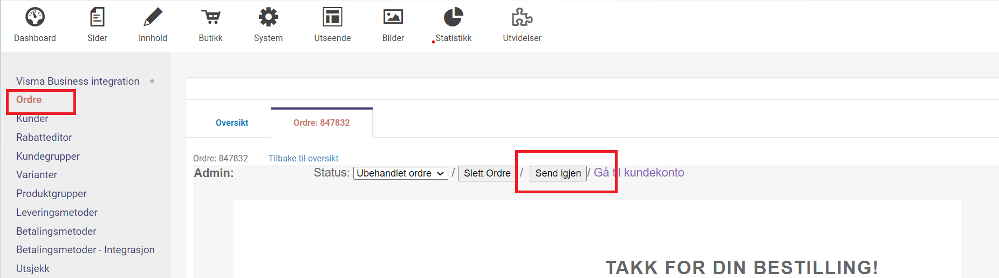 Dashboard Sider Innhold Butikk System Utseende Bilder Statistikk Utvidelser
Visma Business integration +
Ordre
Kunder
Rabatteditor
Kundegrupper
Varianter
Produktgrupper
Leveringsmetoder
Betalingsmetoder
Betalingsmetoder - Integrasjon
Utsjekk
Oversikt Ordre: 847832
Ordre: 847832 Tilbake til oversikt
Admin: Status: Ubehandlet ordre / Slett Ordre / Send igjen / Gå til kundekonto
TAKK FOR DIN BESTILLING!